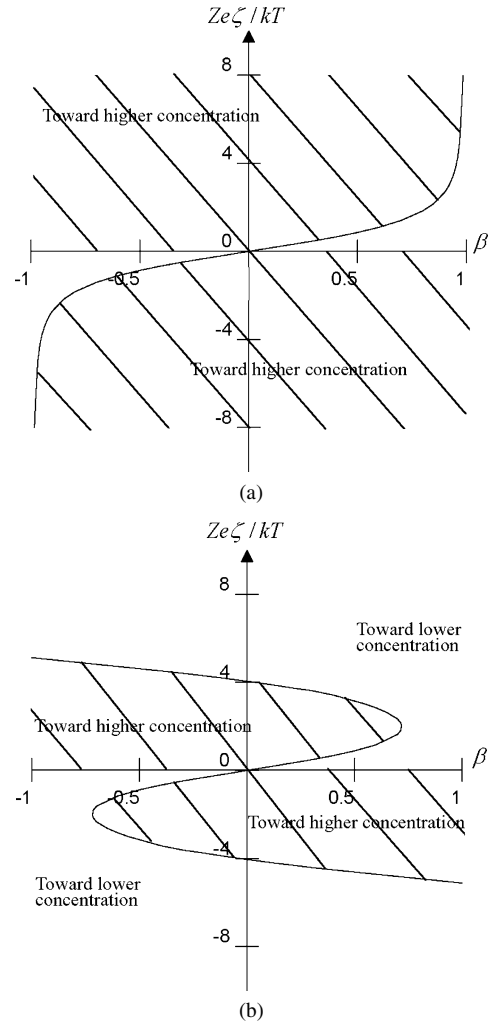 Zeζ / kT
8
Toward higher concentration
4
0
β
-1
-0.5
0.5
1
-4
Toward higher concentration
-8
(a)
Zeζ / kT
8
Toward lower
concentration
4
Toward higher concentration
0
β
-1
-0.5
0.5
1
Toward higher concentration
-4
Toward lower
concentration
-8
(b)